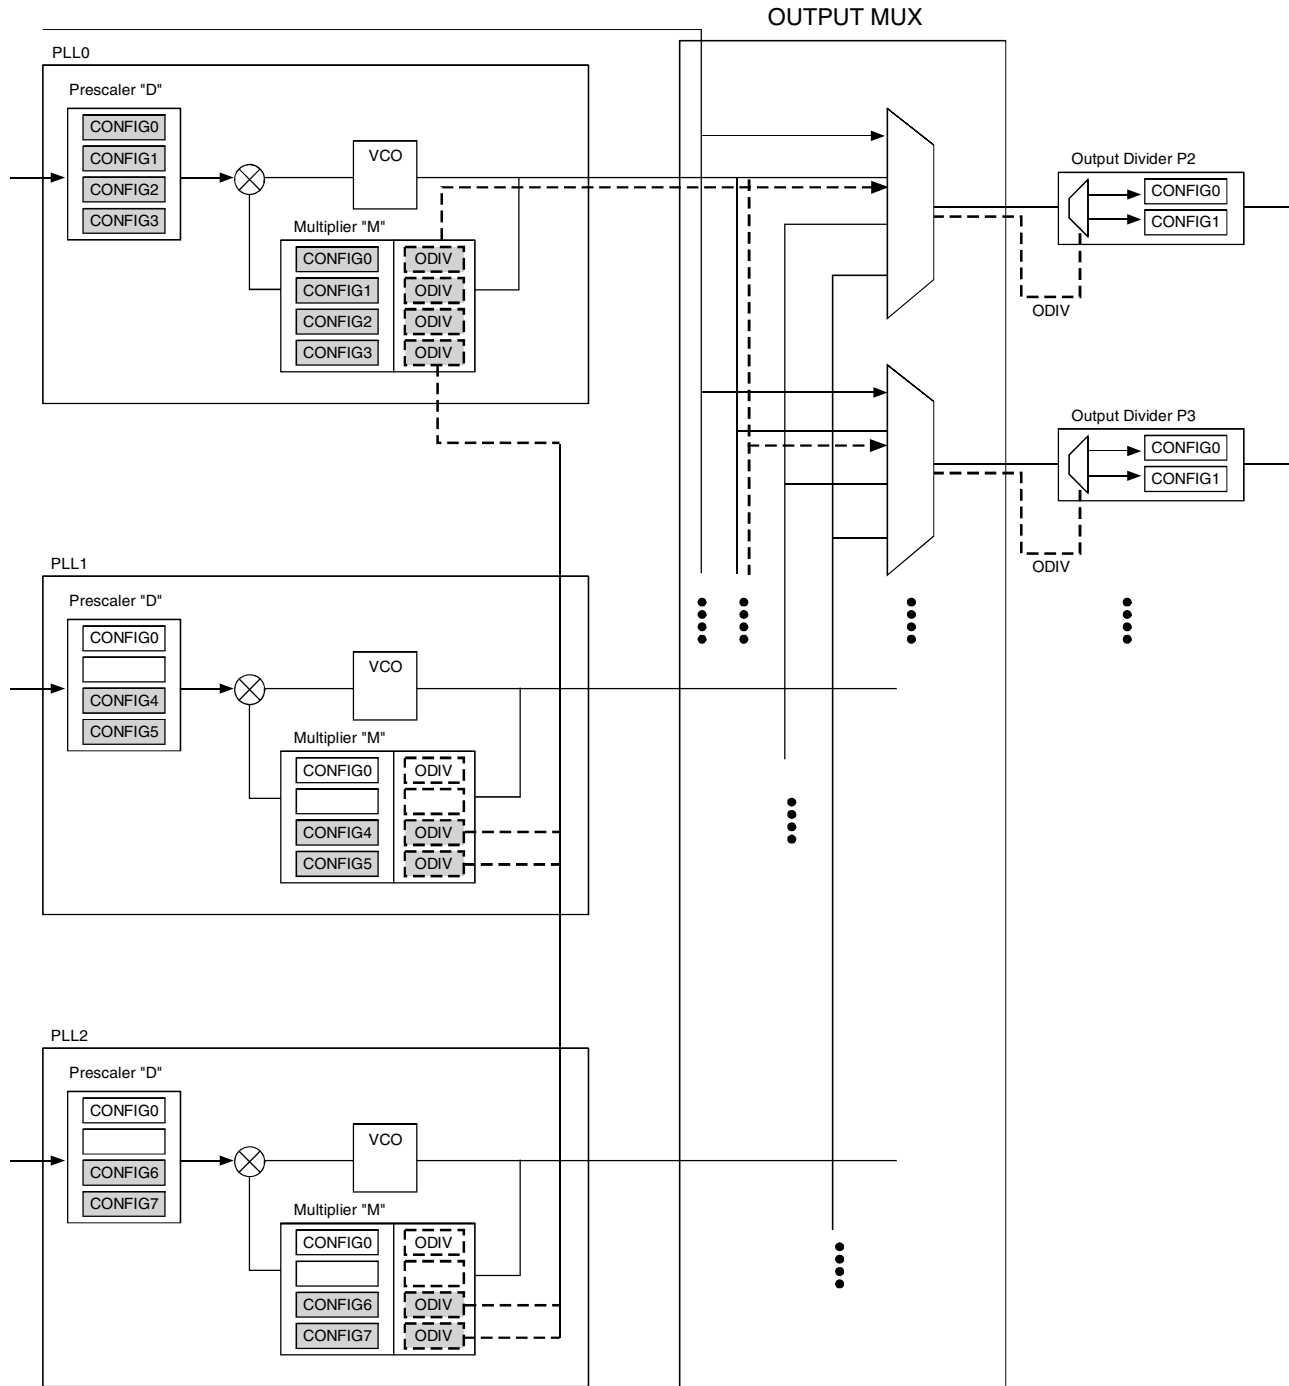 OUTPUT MUX
PLL0
Prescaler "D"
CONFIG0
CONFIG1
CONFIG2
CONFIG3
VCO
Multiplier "M"
CONFIG0 ODIV
CONFIG1 ODIV
CONFIG2 ODIV
CONFIG3 ODIV
Output Divider P2
CONFIG0
CONFIG1
ODIV
Output Divider P3
CONFIG0
CONFIG1
ODIV
PLL1
Prescaler "D"
CONFIG0
CONFIG4
CONFIG5
VCO
Multiplier "M"
CONFIG0 ODIV
CONFIG4 ODIV
CONFIG5 ODIV
PLL2
Prescaler "D"
CONFIG0
CONFIG6
CONFIG7
VCO
Multiplier "M"
CONFIG0 ODIV
CONFIG6 ODIV
CONFIG7 ODIV